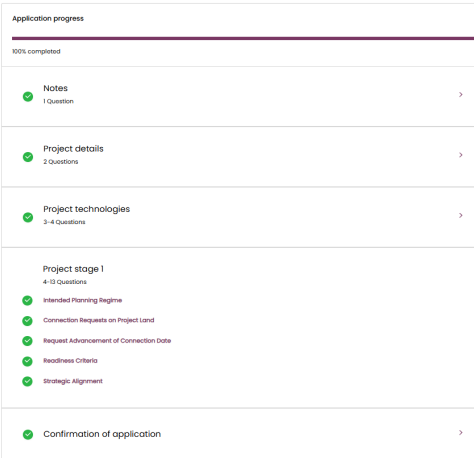 Application progress
100% completed
Notes
1 Question
Project details
2 Questions
Project technologies
3-4 Questions
Project stage 1
4-13 Questions
Intended Planning Regime
Connection Requests on Project Land
Request Advancement of Connection Date
Readiness Criteria
Strategic Alignment
Confirmation of application